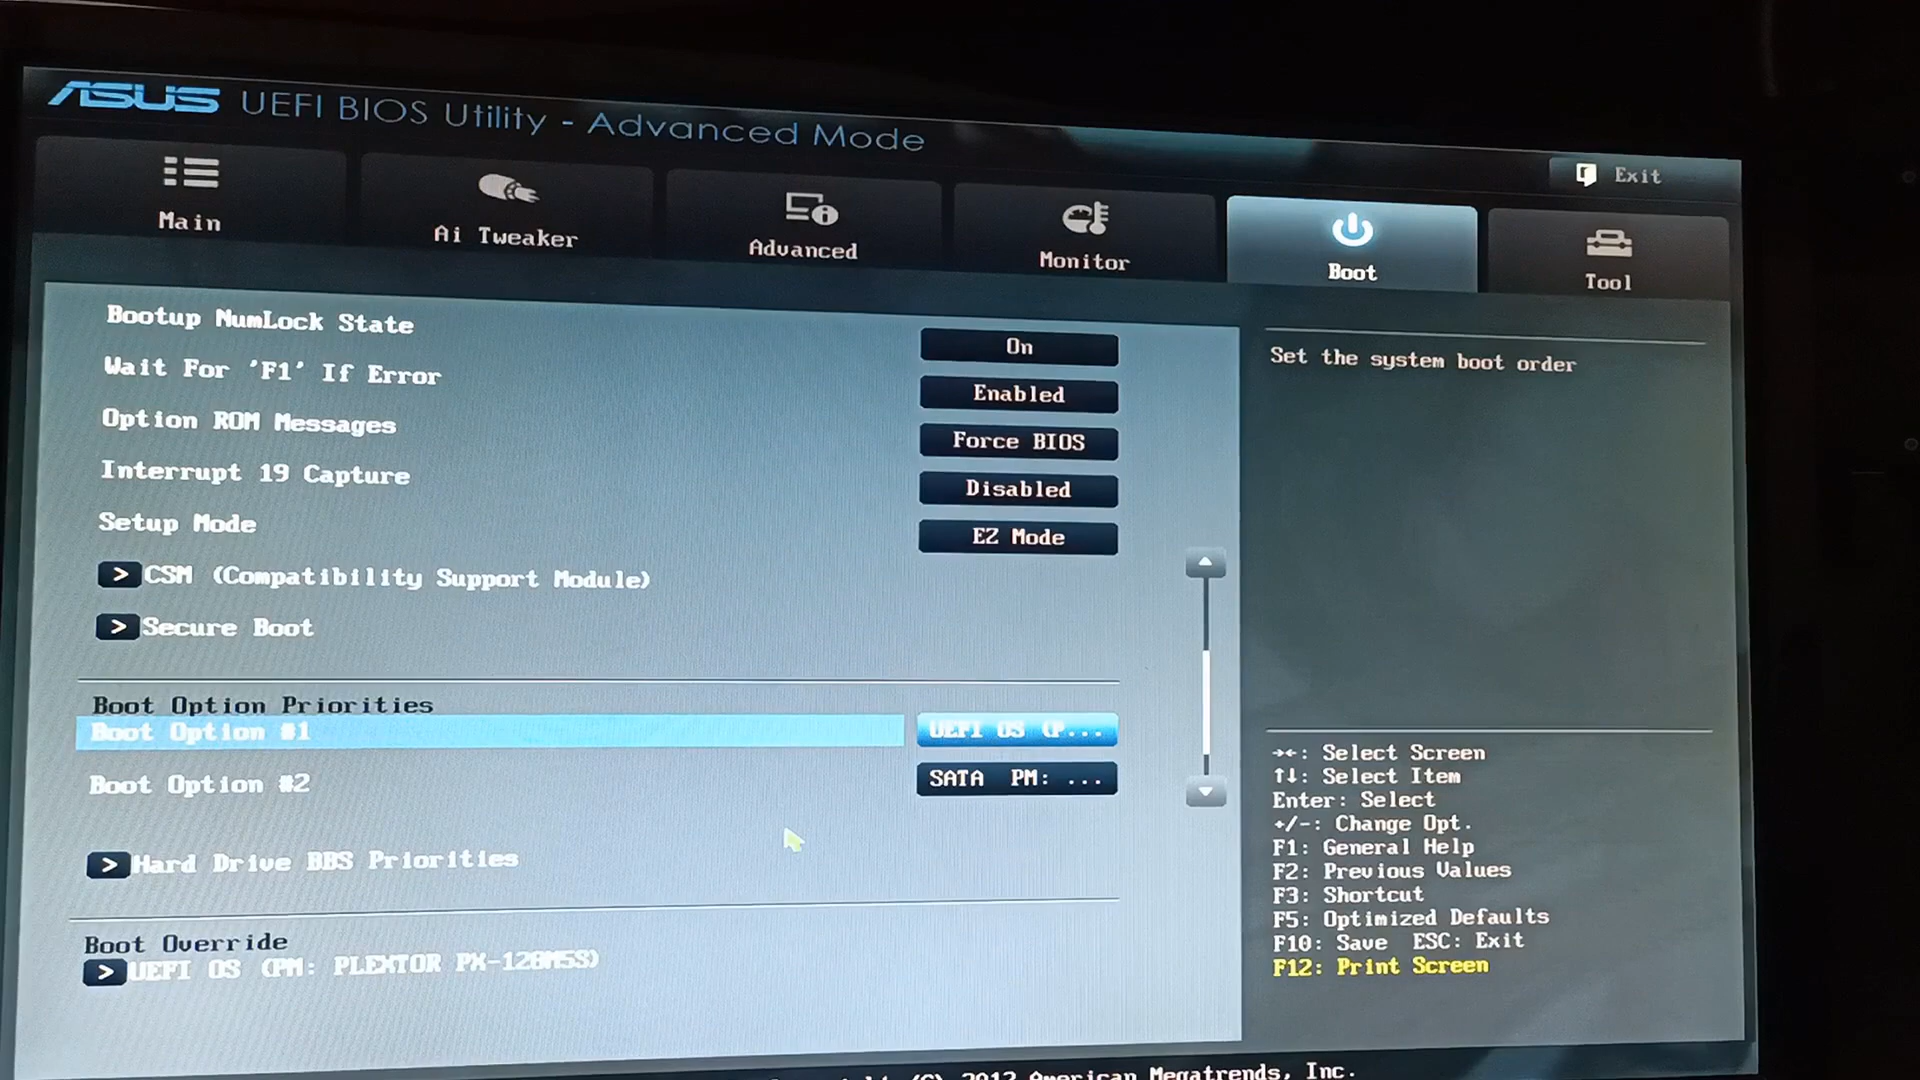 ASUS UEFI BIOS Utility - Advanced Mode
Exit
Main
Ai Tweaker
Advanced
Monitor
Boot
Tool
Bootup NumLock State
On
Wait For 'F1' If Error
Enabled
Option ROM Messages
Force BIOS
Interrupt 19 Capture
Disabled
Setup Mode
EZ Mode
> CSM (Compatibility Support Module)
> Secure Boot
Boot Option Priorities
Boot Option #1
UEFI OS (P...
Boot Option #2
SATA PM: ...
> Hard Drive BBS Priorities
Boot Override
> UEFI OS (PM: PLEXTOR PX-128M5S)
Set the system boot order
→←: Select Screen
↑↓: Select Item
Enter: Select
+/-: Change Opt.
F1: General Help
F2: Previous Values
F3: Shortcut
F5: Optimized Defaults
F10: Save ESC: Exit
F12: Print Screen
(C) 2012 American Megatrends, Inc.